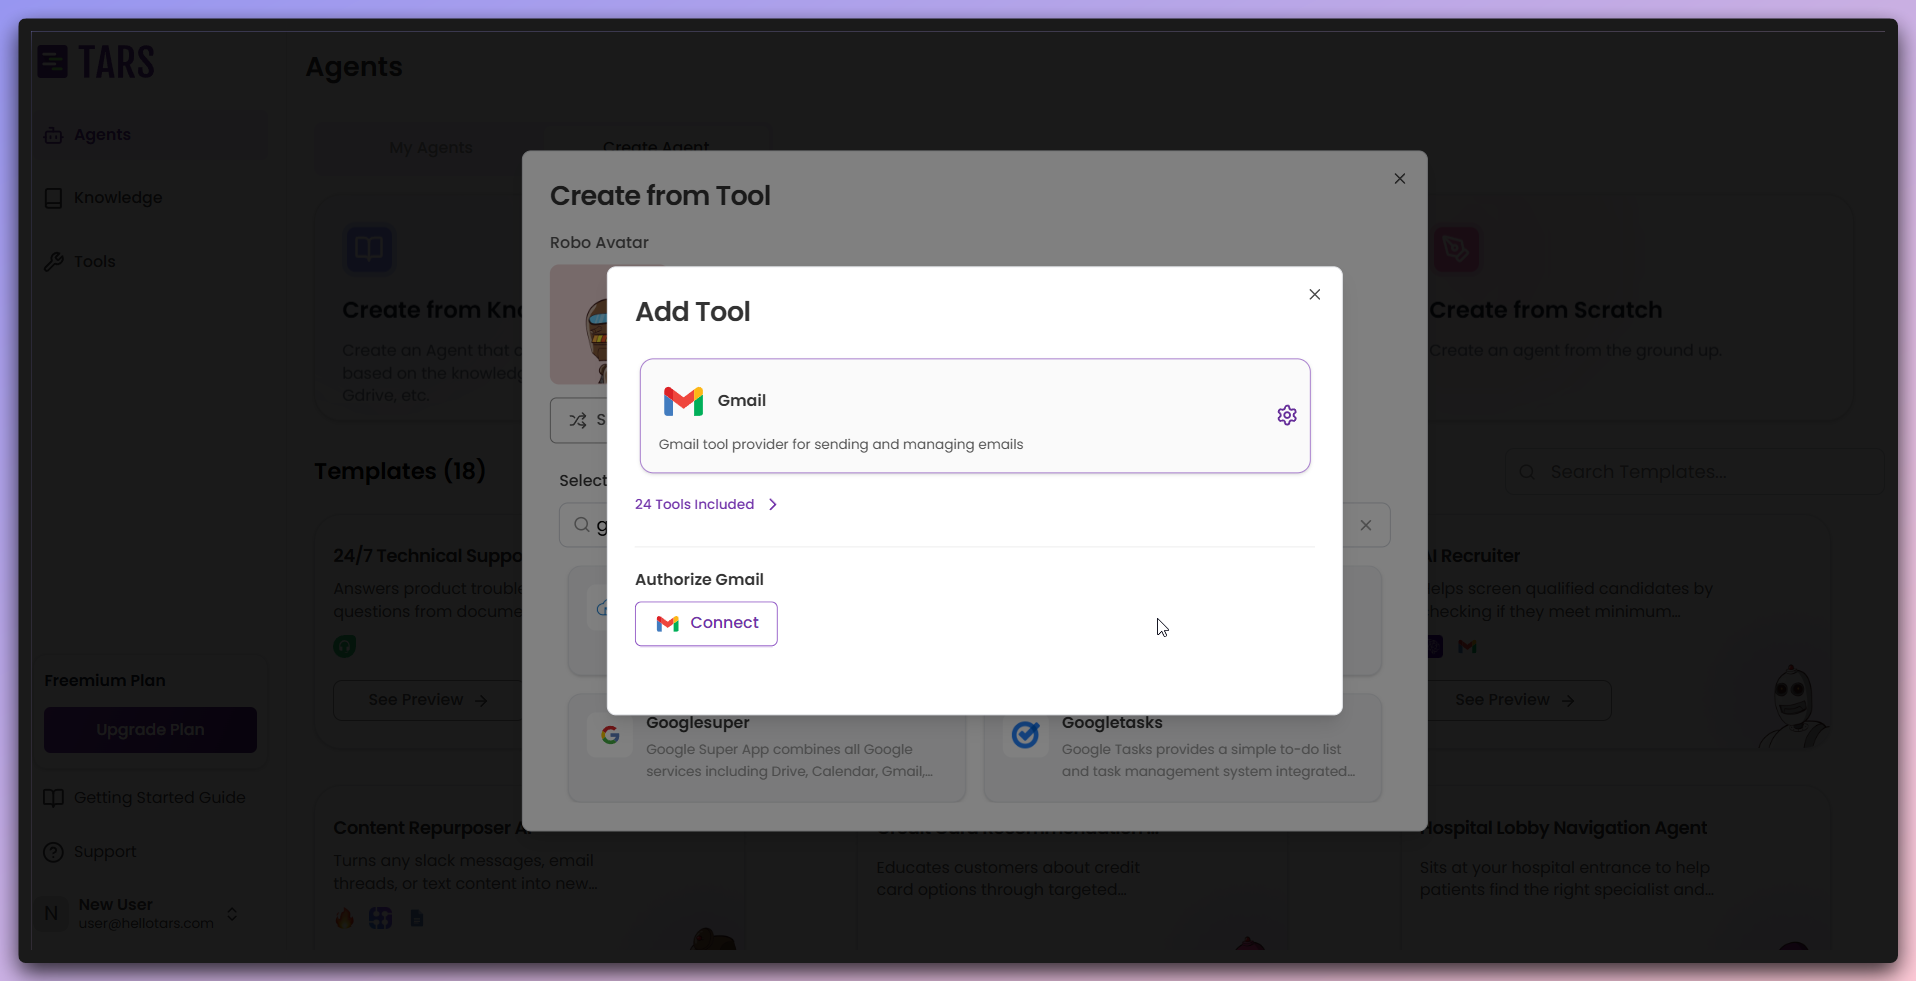 TARS
Agents
Agents
Knowledge
Tools
My Agents
Create Agent
Create from Kn
Create an Agent that
based on the knowledg
Gdrive, etc.
Create from Scratch
Create an agent from the ground up.
Templates (18)
Search Templates...
24/7 Technical Suppo
Answers product trouble
questions from docume
See Preview
AI Recruiter
elps screen qualified candidates by
hecking if they meet minimum...
See Preview
Content Repurposer A
Turns any slack messages, email
threads, or text content into new...
Educates customers about credit
card options through targeted...
Hospital Lobby Navigation Agent
Sits at your hospital entrance to help
patients find the right specialist and...
Freemium Plan
Upgrade Plan
Getting Started Guide
Support
N
New User
user@hellotars.com
Create from Tool
Robo Avatar
S
Select
g
Googlesuper
Google Super App combines all Google
services including Drive, Calendar, Gmail,...
Googletasks
Google Tasks provides a simple to-do list
and task management system integrated...
Add Tool
Gmail
Gmail tool provider for sending and managing emails
24 Tools Included
Authorize Gmail
Connect